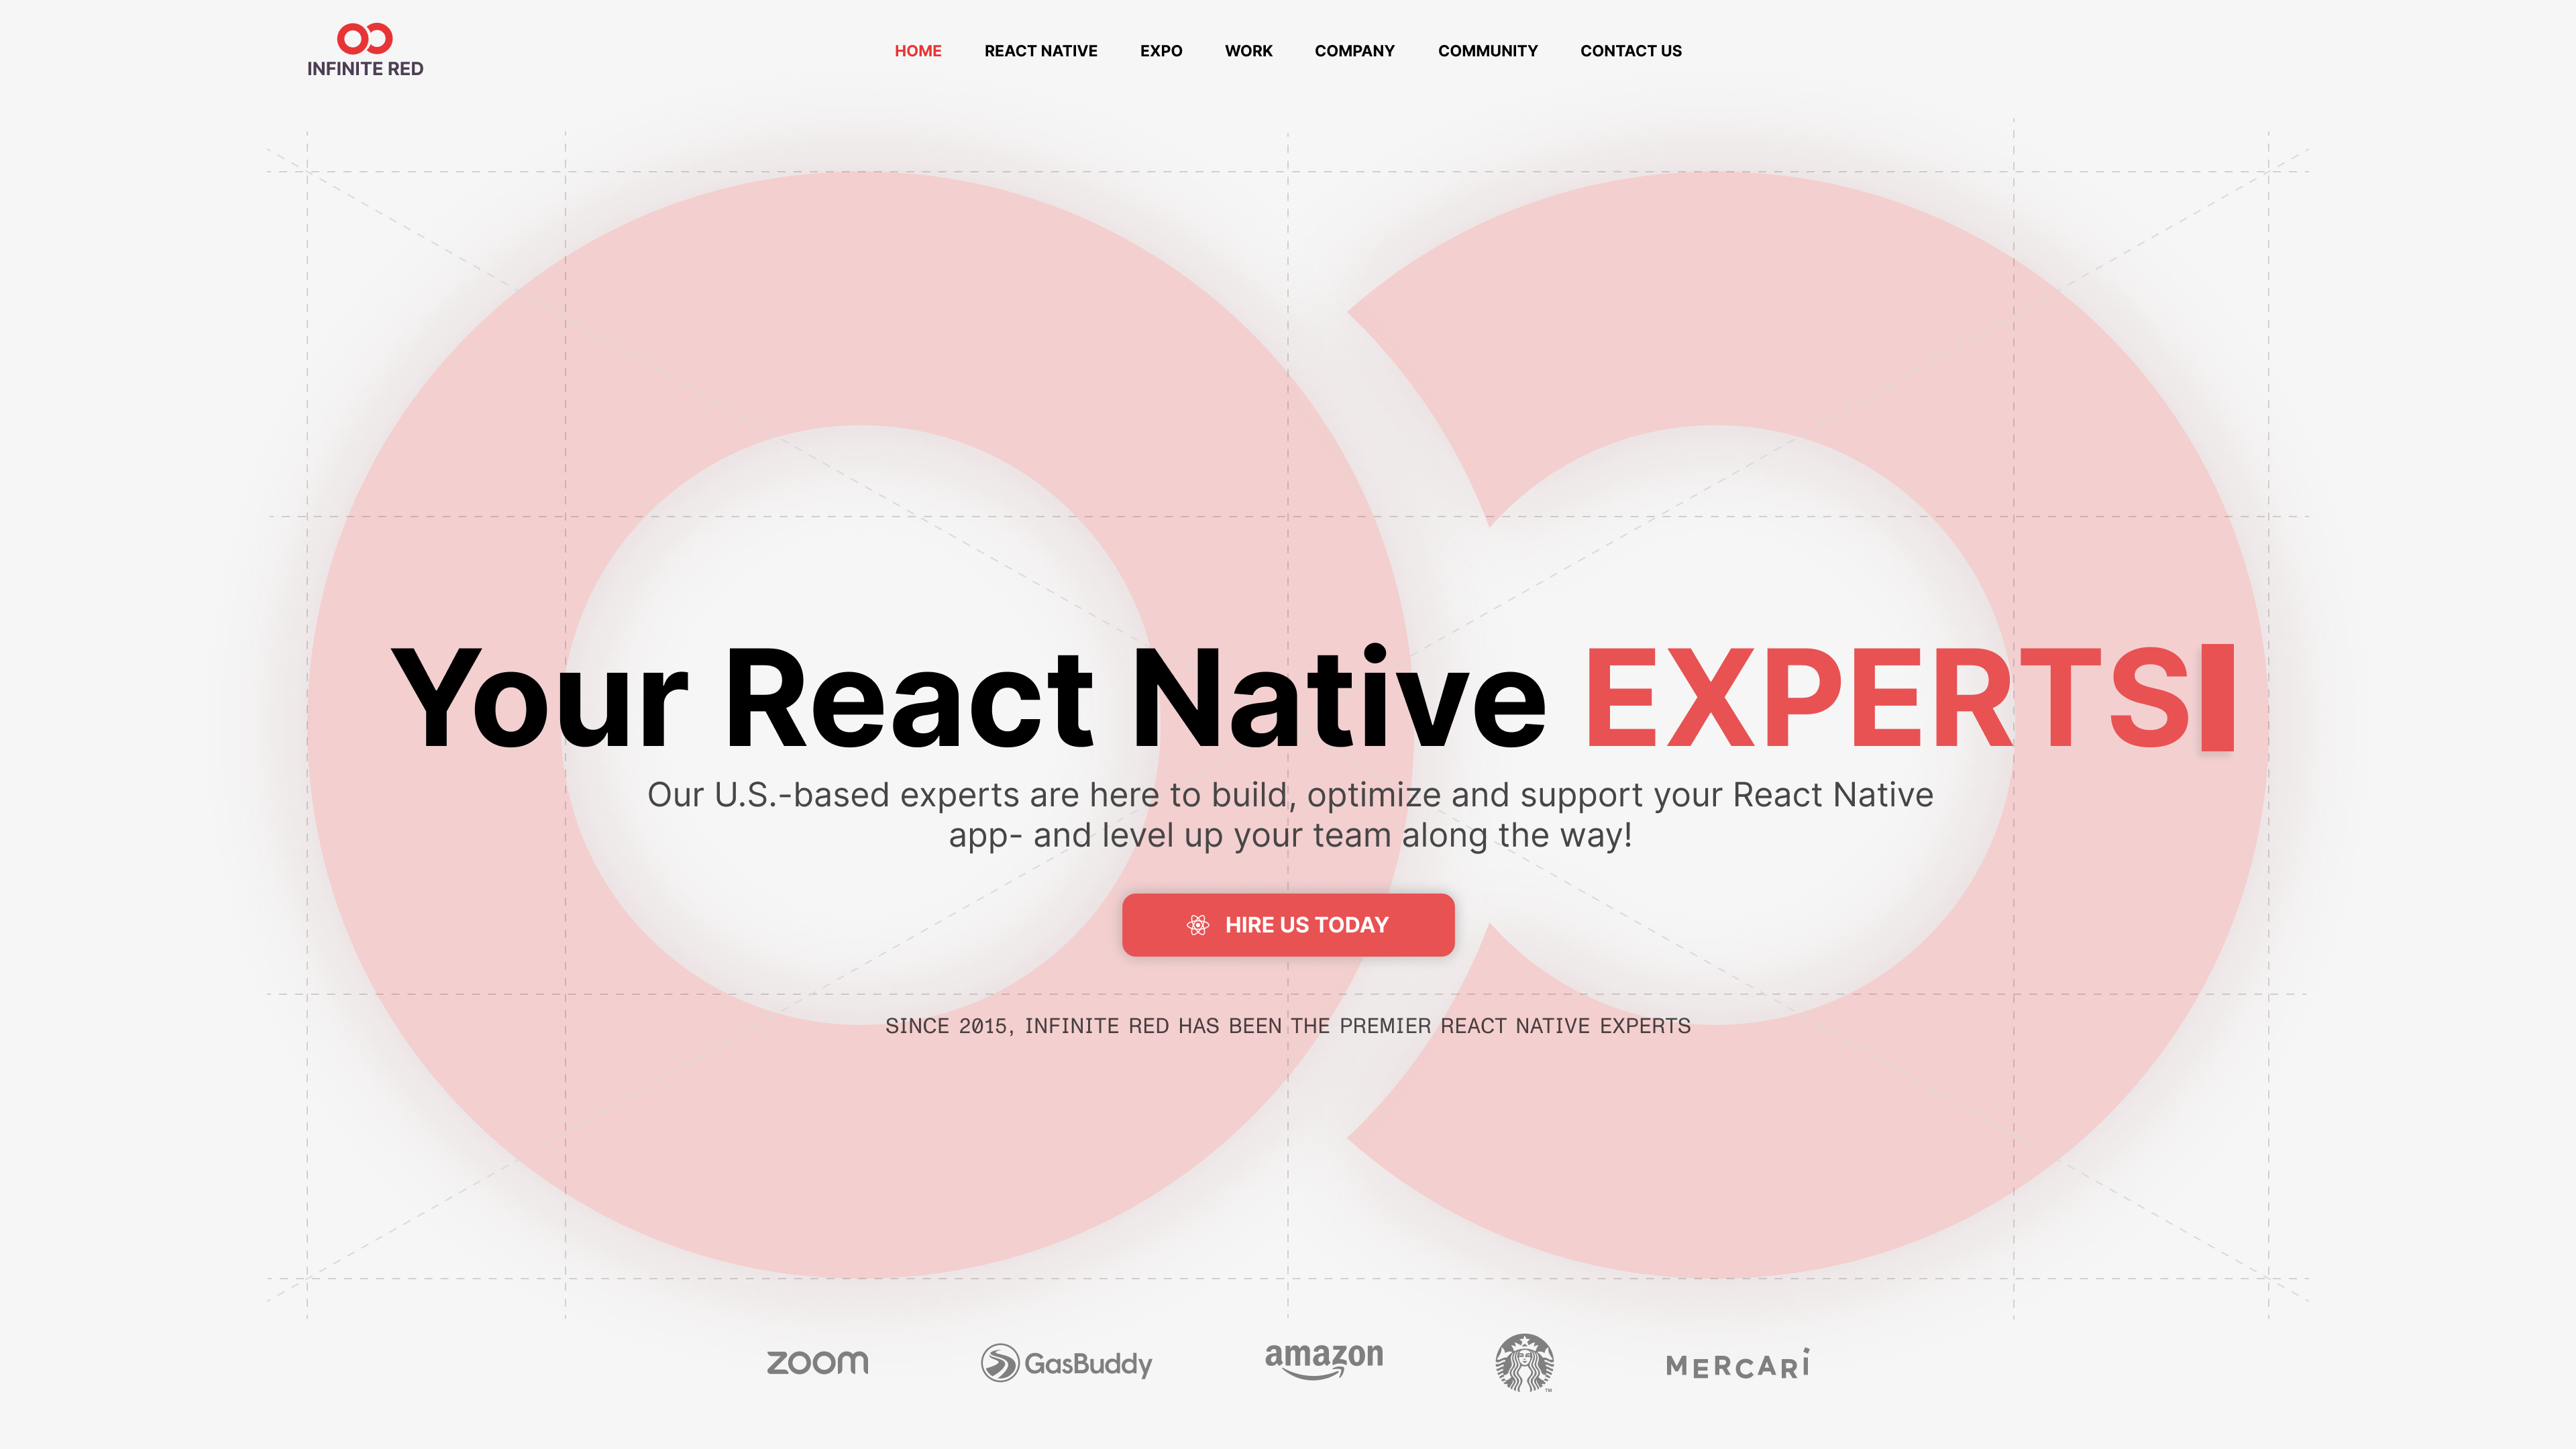 INFINITE RED
HOME REACT NATIVE EXPO WORK COMPANY COMMUNITY CONTACT US
Your React Native EXPERTS
Our U.S.-based experts are here to build, optimize and support your React Native
app- and level up your team along the way!
HIRE US TODAY
SINCE 2015, INFINITE RED HAS BEEN THE PREMIER REACT NATIVE EXPERTS
zoom GasBuddy amazon TM MERCARI